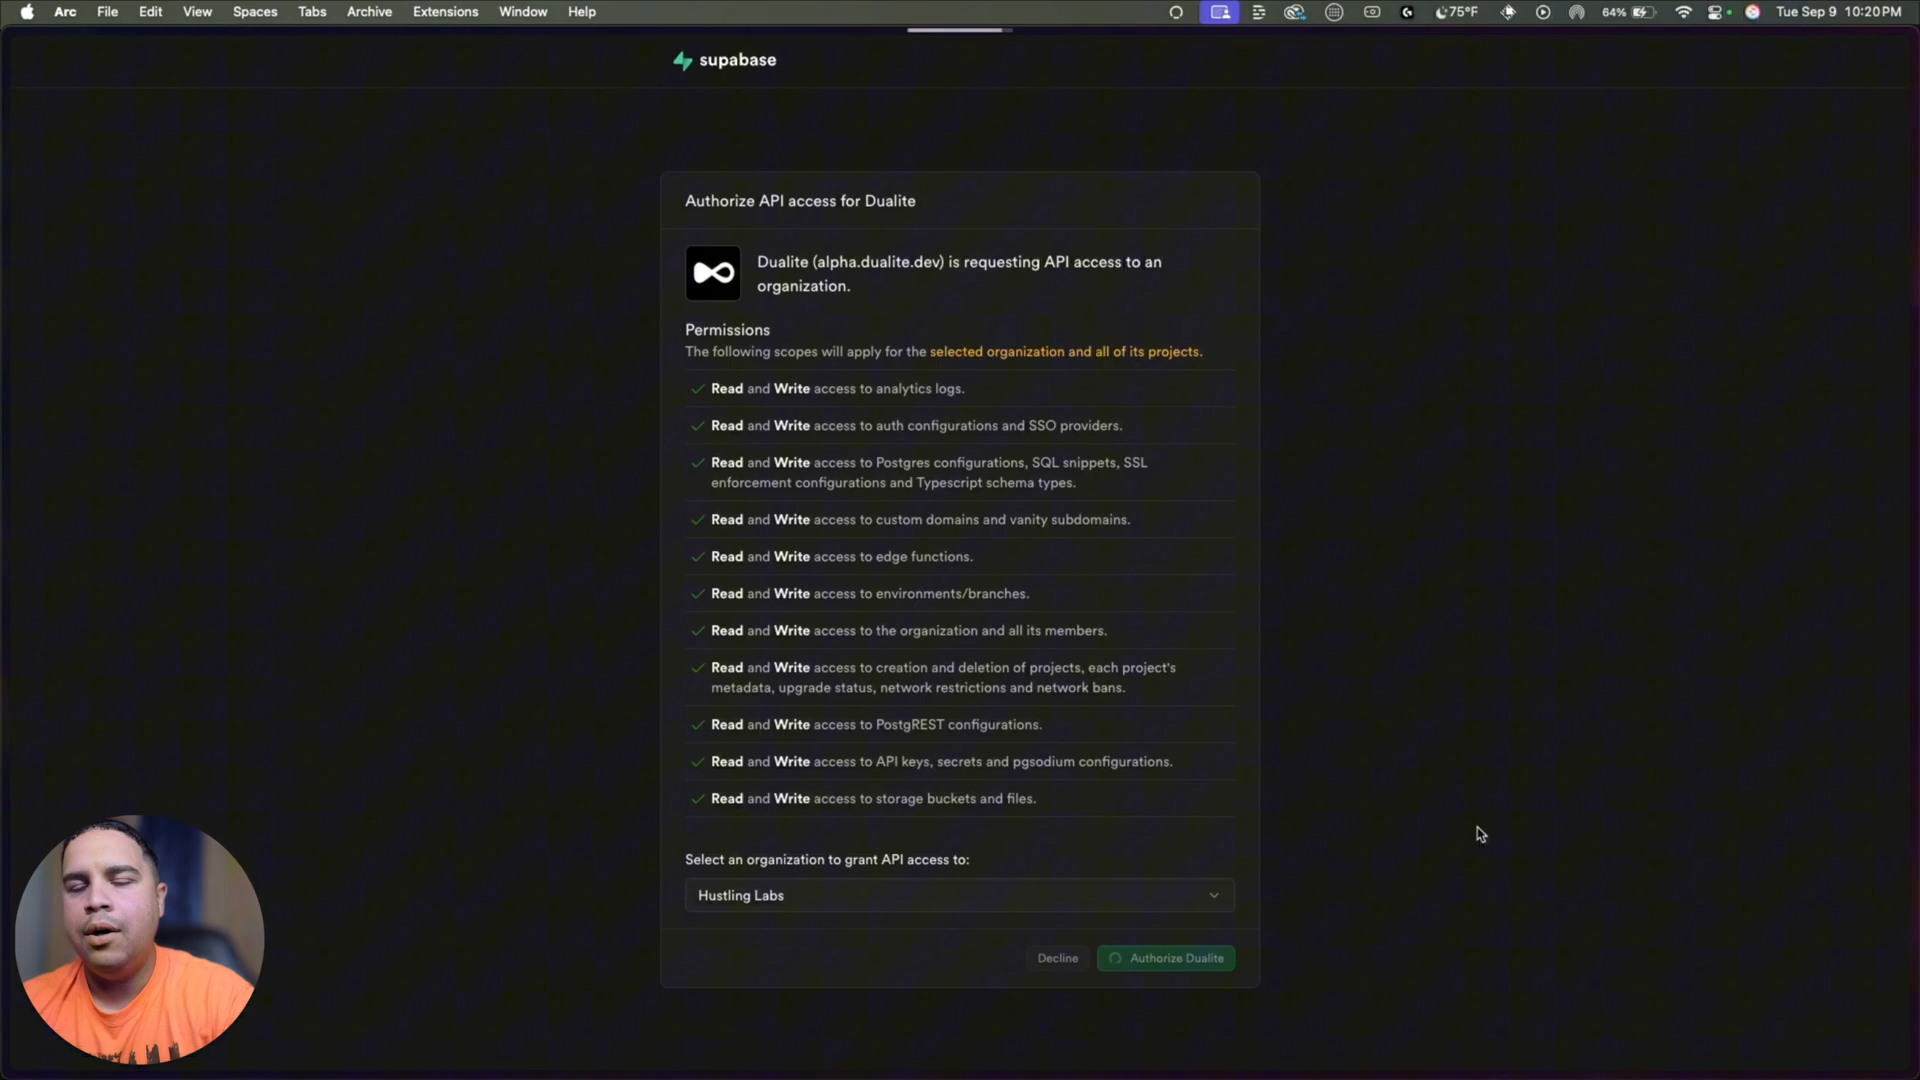 Arc File Edit View Spaces Tabs Archive Extensions Window Help 75°F 64% Tue Sep 9 10:20 PM
supabase
Authorize API access for Dualite
Dualite (alpha.dualite.dev) is requesting API access to an
organization.
Permissions
The following scopes will apply for the selected organization and all of its projects.
Read and Write access to analytics logs.
Read and Write access to auth configurations and SSO providers.
Read and Write access to Postgres configurations, SQL snippets, SSL
enforcement configurations and Typescript schema types.
Read and Write access to custom domains and vanity subdomains.
Read and Write access to edge functions.
Read and Write access to environments/branches.
Read and Write access to the organization and all its members.
Read and Write access to creation and deletion of projects, each project's
metadata, upgrade status, network restrictions and network bans.
Read and Write access to PostgREST configurations.
Read and Write access to API keys, secrets and pgsodium configurations.
Read and Write access to storage buckets and files.
Select an organization to grant API access to:
Hustling Labs
Decline Authorize Dualite